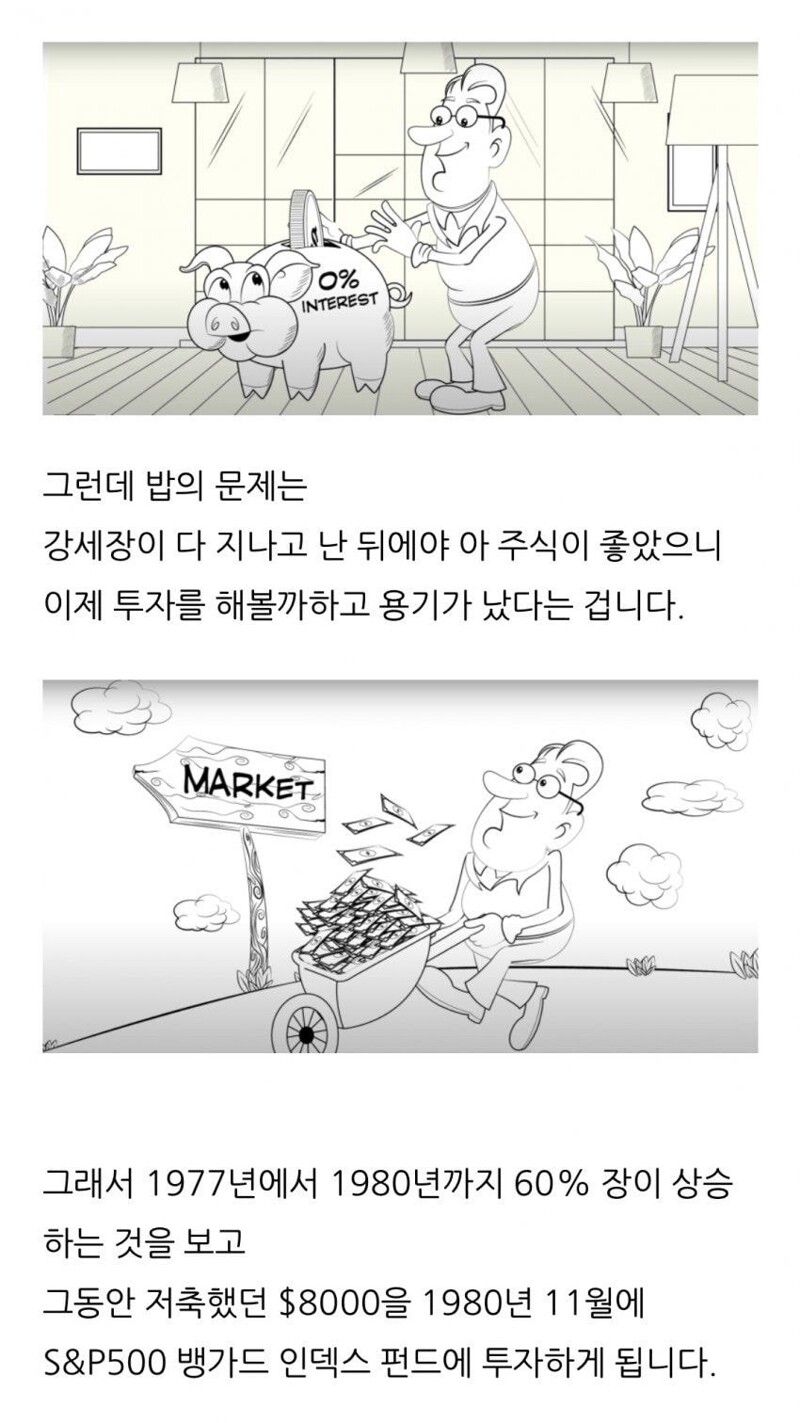 0%
INTEREST
그런데 밥의 문제는
강세장이 다 지나고 난 뒤에야 아 주식이 좋았으니
이제 투자를 해볼까하고 용기가 났다는 겁니다.
MARKET
그래서 1977년에서 1980년까지 60% 장이 상승
하는 것을 보고
그동안 저축했던 $8000을 1980년 11월에
S&P500 뱅가드 인덱스 펀드에 투자하게 됩니다.